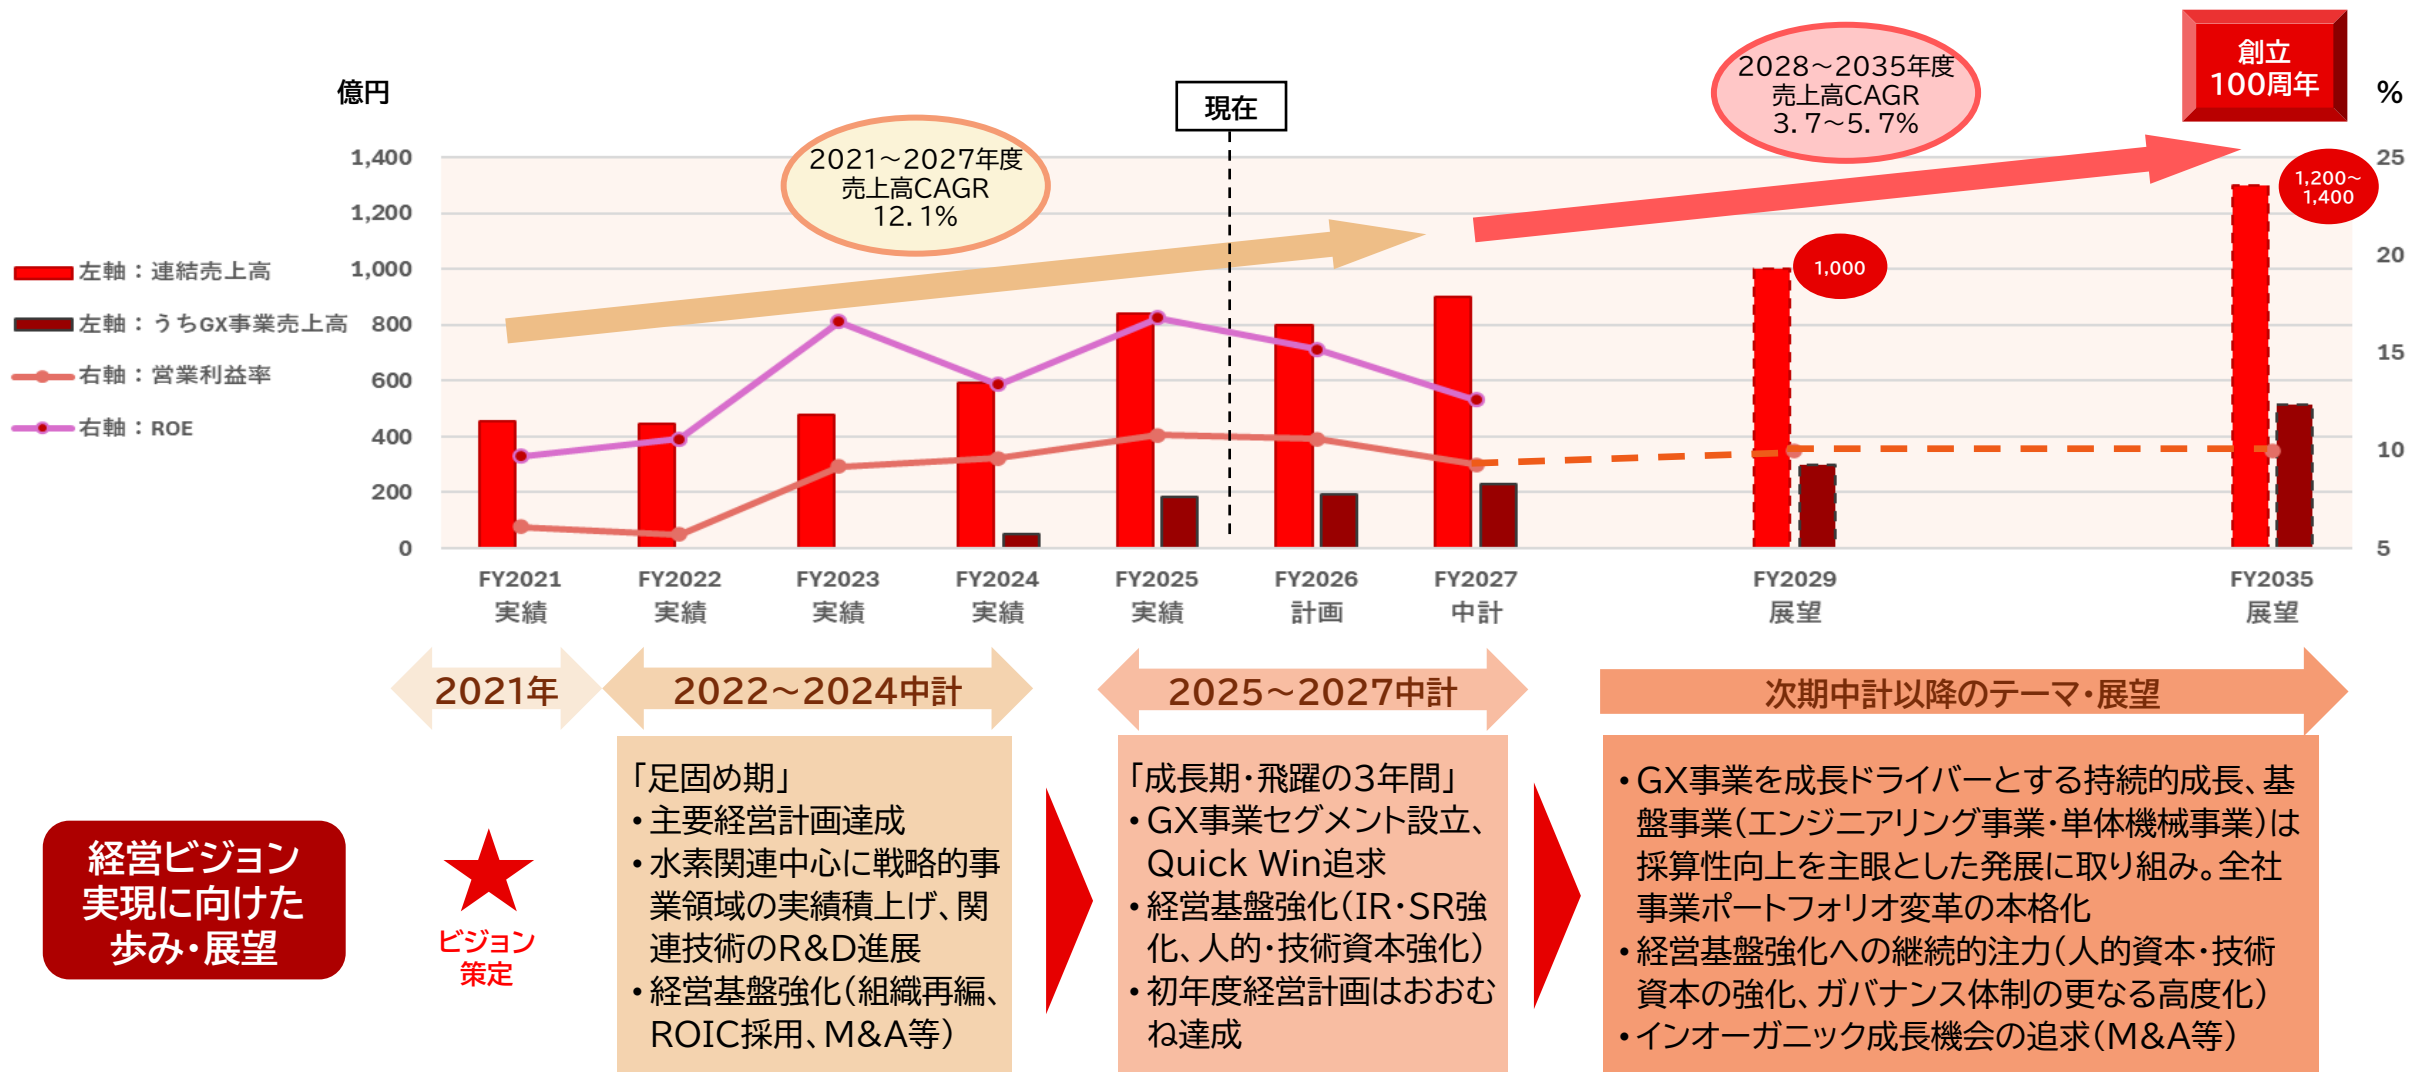 創立
100周年
億円
%
現在
2021～2027年度
売上高CAGR
12.1%
2028～2035年度
売上高CAGR
3.7～5.7%
1,400
1,200
1,000
800
600
400
200
0
25
20
15
10
5
左軸：連結売上高
左軸：うちGX事業売上高
右軸：営業利益率
右軸：ROE
1,000
1,200～
1,400
FY2021
実績
FY2022
実績
FY2023
実績
FY2024
実績
FY2025
実績
FY2026
計画
FY2027
中計
FY2029
展望
FY2035
展望
2021年
2022～2024中計
2025～2027中計
次期中計以降のテーマ・展望
経営ビジョン
実現に向けた
歩み・展望
ビジョン
策定
「足固め期」
•主要経営計画達成
•水素関連中心に戦略的事
業領域の実績積上げ、関
連技術のR&D進展
•経営基盤強化（組織再編、
ROIC採用、M&A等）
「成長期・飛躍の3年間」
•GX事業セグメント設立、
Quick Win追求
•経営基盤強化（IR・SR強
化、人的・技術資本強化）
•初年度経営計画はおおむ
ね達成
•GX事業を成長ドライバーとする持続的成長、基
盤事業（エンジニアリング事業・単体機械事業）は
採算性向上を主眼とした発展に取り組み。全社
事業ポートフォリオ変革の本格化
•経営基盤強化への継続的注力（人的資本・技術
資本の強化、ガバナンス体制の更なる高度化）
•インオーガニック成長機会の追求（M&A等）